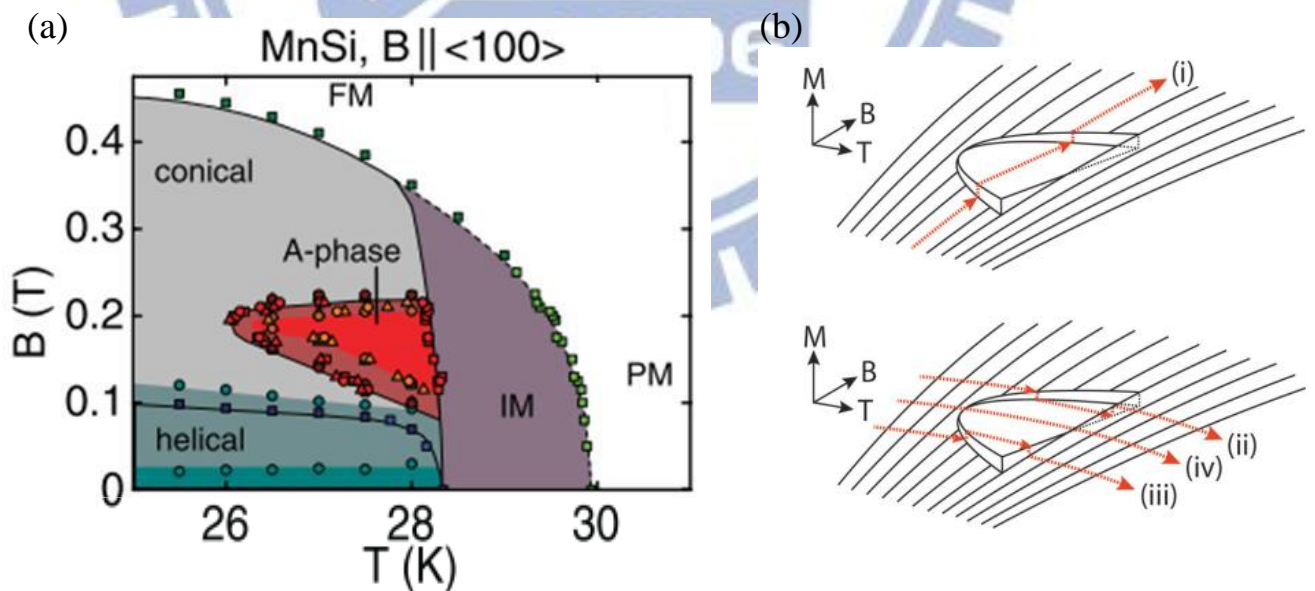 (a)
MnSi, B || <100>
FM
conical
A-phase
helical
IM
PM
B (T)
0.4
0.3
0.2
0.1
0
26
28
30
T (K)
(b)
M
B
T
(i)
M
B
T
(ii)
(iv)
(iii)